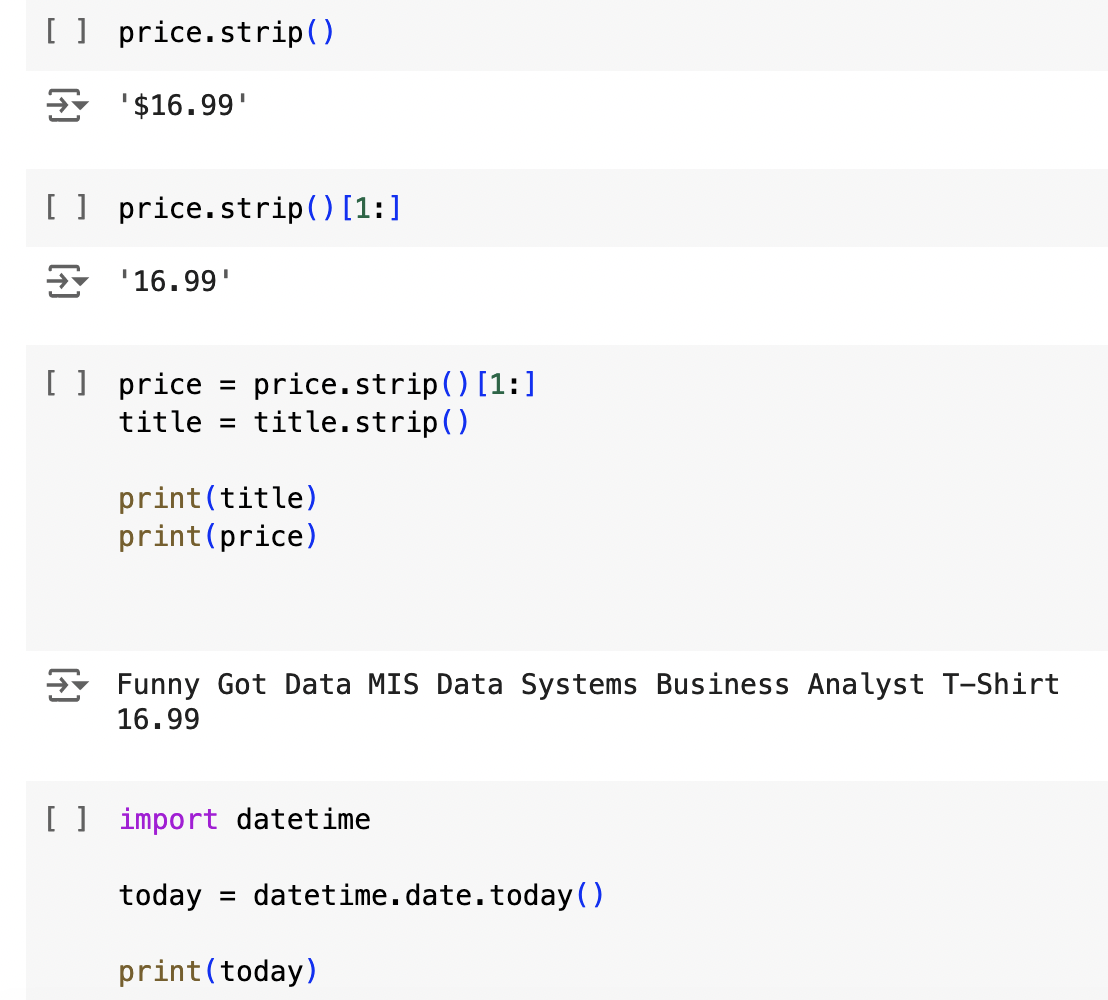 [ ] price.strip()
'$16.99'
[ ] price.strip()[1:]
'16.99'
[ ] price = price.strip()[1:]
title = title.strip()
print(title)
print(price)
Funny Got Data MIS Data Systems Business Analyst T-Shirt
16.99
[ ] import datetime
today = datetime.date.today()
print(today)